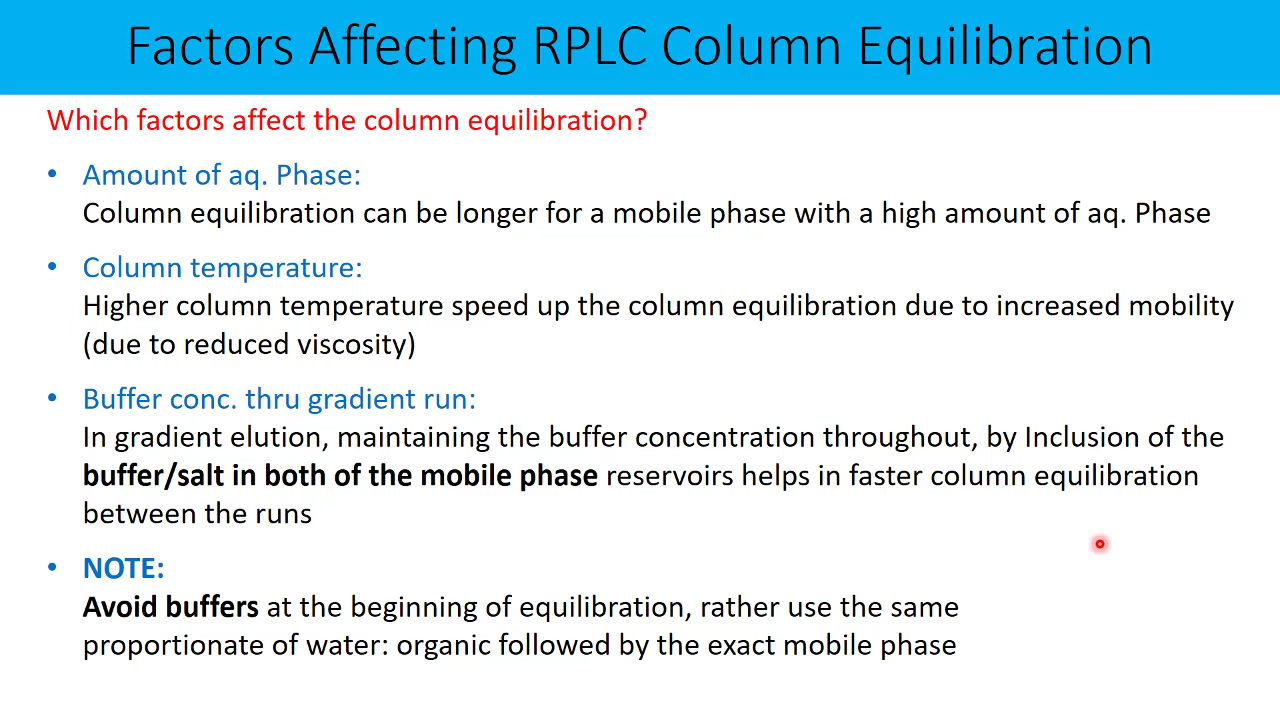 Factors Affecting RPLC Column Equilibration
Which factors affect the column equilibration?
• Amount of aq. Phase:
Column equilibration can be longer for a mobile phase with a high amount of aq. Phase
• Column temperature:
Higher column temperature speed up the column equilibration due to increased mobility
(due to reduced viscosity)
• Buffer conc. thru gradient run:
In gradient elution, maintaining the buffer concentration throughout, by Inclusion of the
buffer/salt in both of the mobile phase reservoirs helps in faster column equilibration
between the runs
• NOTE:
Avoid buffers at the beginning of equilibration, rather use the same
proportionate of water: organic followed by the exact mobile phase